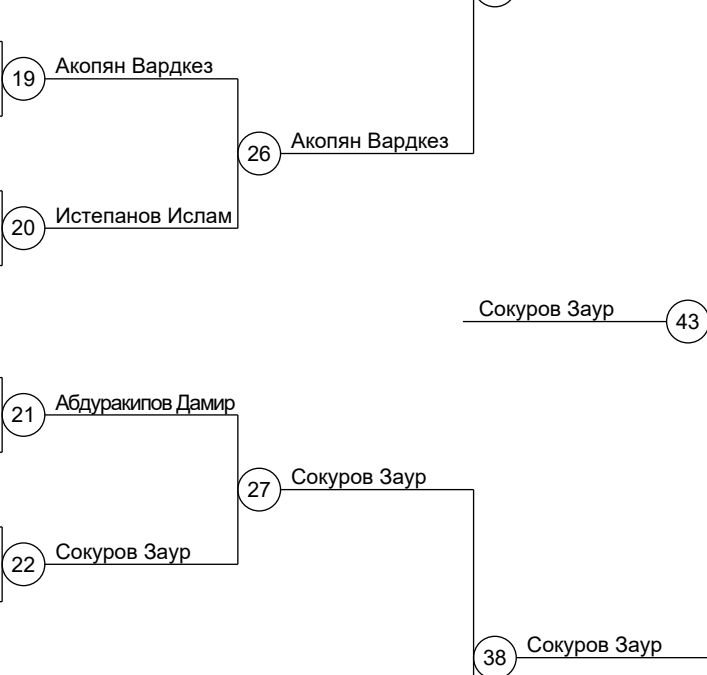 19 Акопян Вардкез
26 Акопян Вардкез
20 Истепанов Ислам
Сокуров Заур 43
21 Абдуракипов Дамир
27 Сокуров Заур
22 Сокуров Заур
38 Сокуров Заур